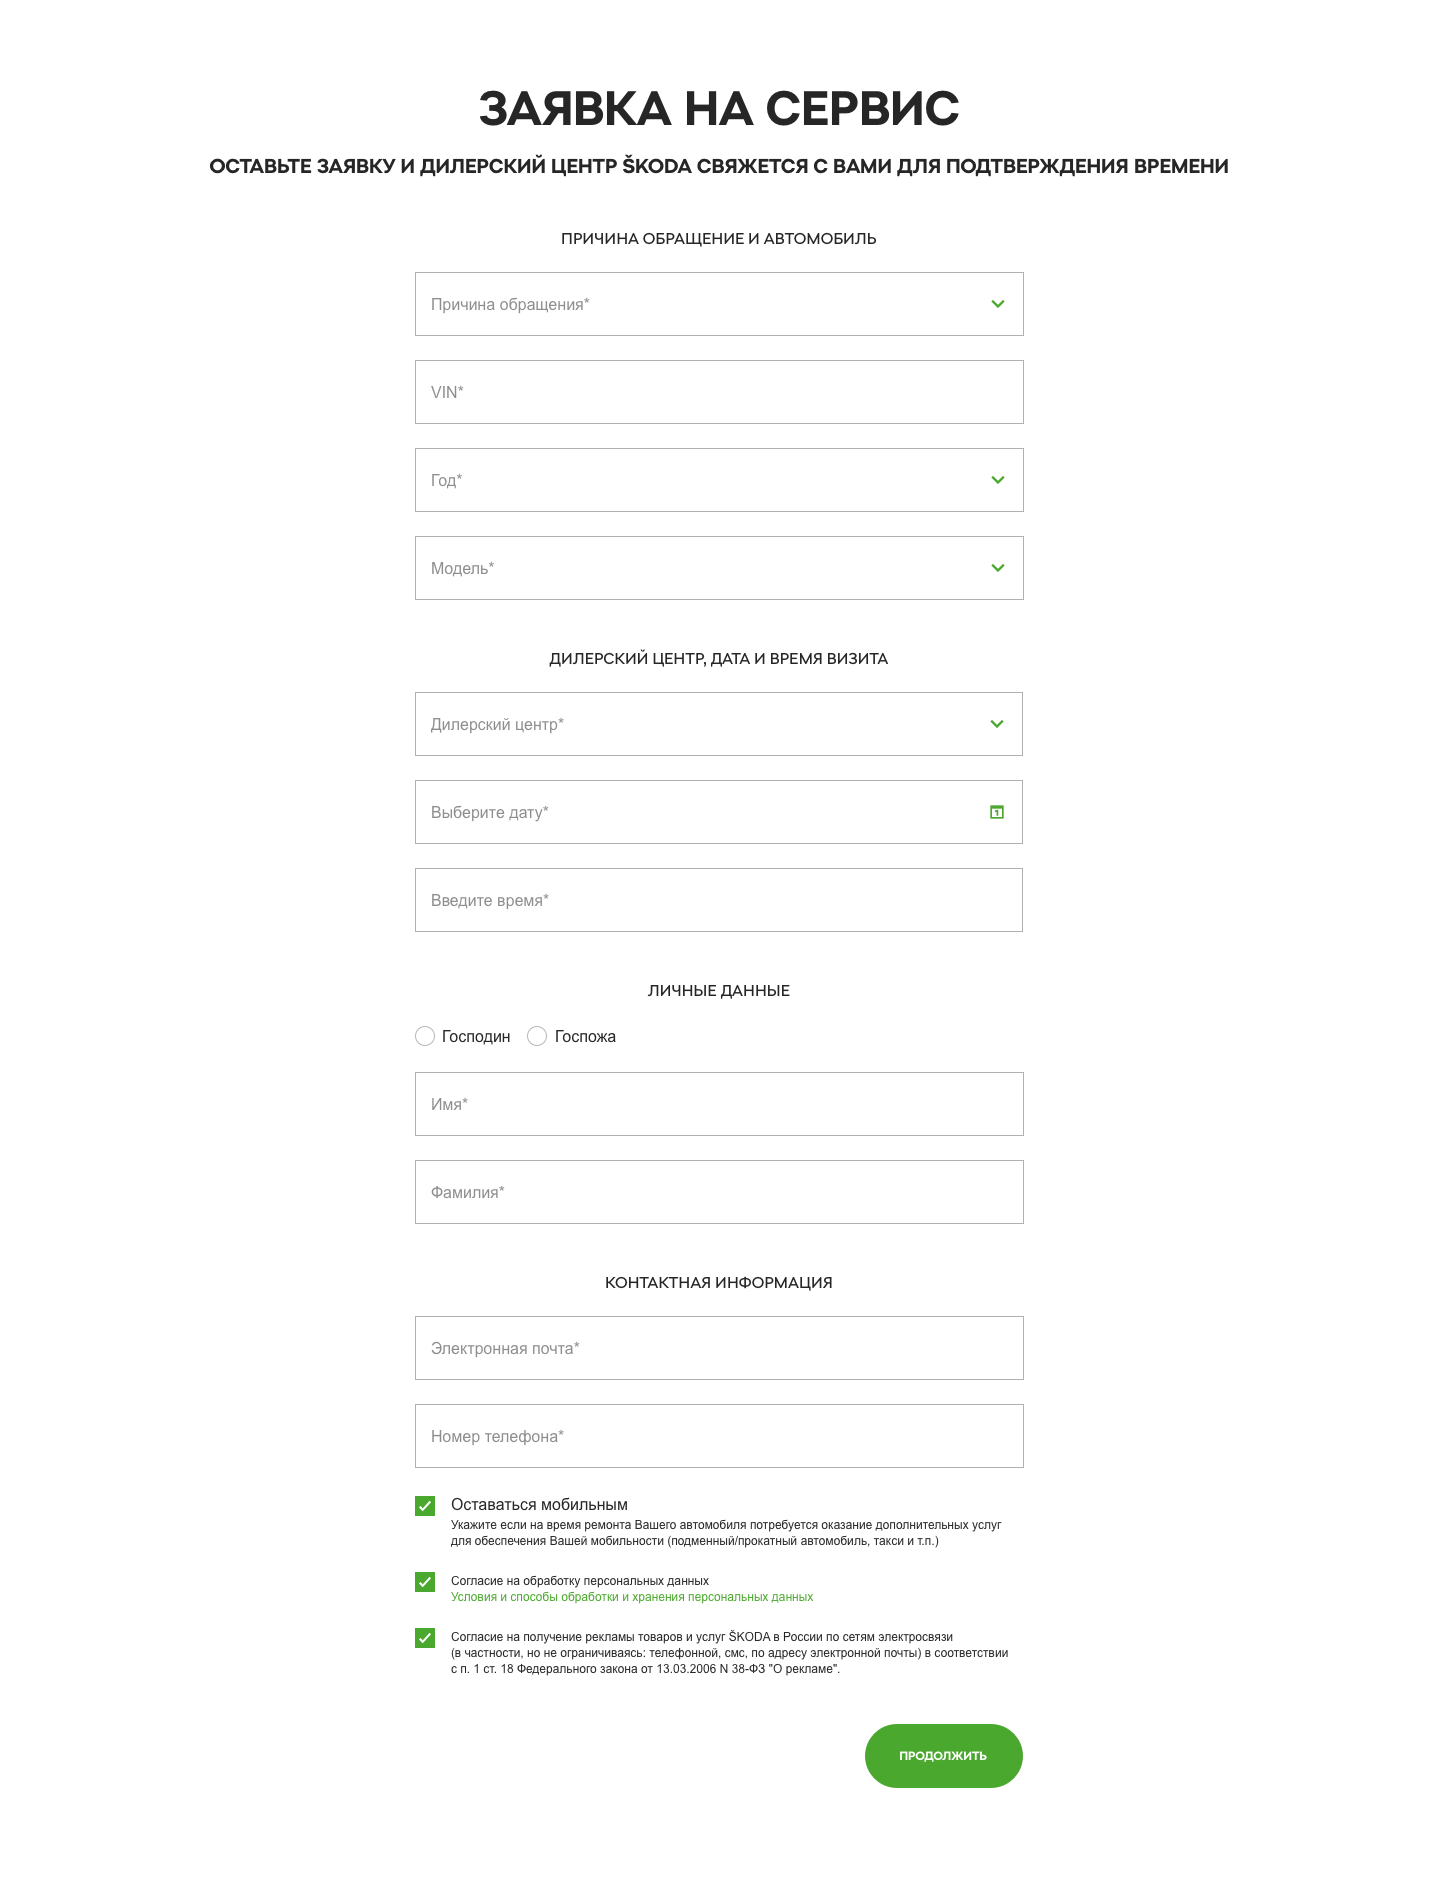 ЗАЯВКА НА СЕРВИС
ОСТАВЬТЕ ЗАЯВКУ И ДИЛЕРСКИЙ ЦЕНТР ŠKODA СВЯЖЕТСЯ С ВАМИ ДЛЯ ПОДТВЕРЖДЕНИЯ ВРЕМЕНИ
ПРИЧИНА ОБРАЩЕНИЕ И АВТОМОБИЛЬ
Причина обращения*
VIN*
Год*
Модель*
ДИЛЕРСКИЙ ЦЕНТР, ДАТА И ВРЕМЯ ВИЗИТА
Дилерский центр*
Выберите дату*
1
Введите время*
ЛИЧНЫЕ ДАННЫЕ
Господин Госпожа
Имя*
Фамилия*
КОНТАКТНАЯ ИНФОРМАЦИЯ
Электронная почта*
Номер телефона*
Оставаться мобильным
Укажите если на время ремонта Вашего автомобиля потребуется оказание дополнительных услуг
для обеспечения Вашей мобильности (подменный/прокатный автомобиль, такси и т.п.)
Согласие на обработку персональных данных
Условия и способы обработки и хранения персональных данных
Согласие на получение рекламы товаров и услуг ŠKODA в России по сетям электросвязи
(в частности, но не ограничиваясь: телефонной, смс, по адресу электронной почты) в соответствии
с п. 1 ст. 18 Федерального закона от 13.03.2006 N 38-ФЗ "О рекламе".
ПРОДОЛЖИТЬ